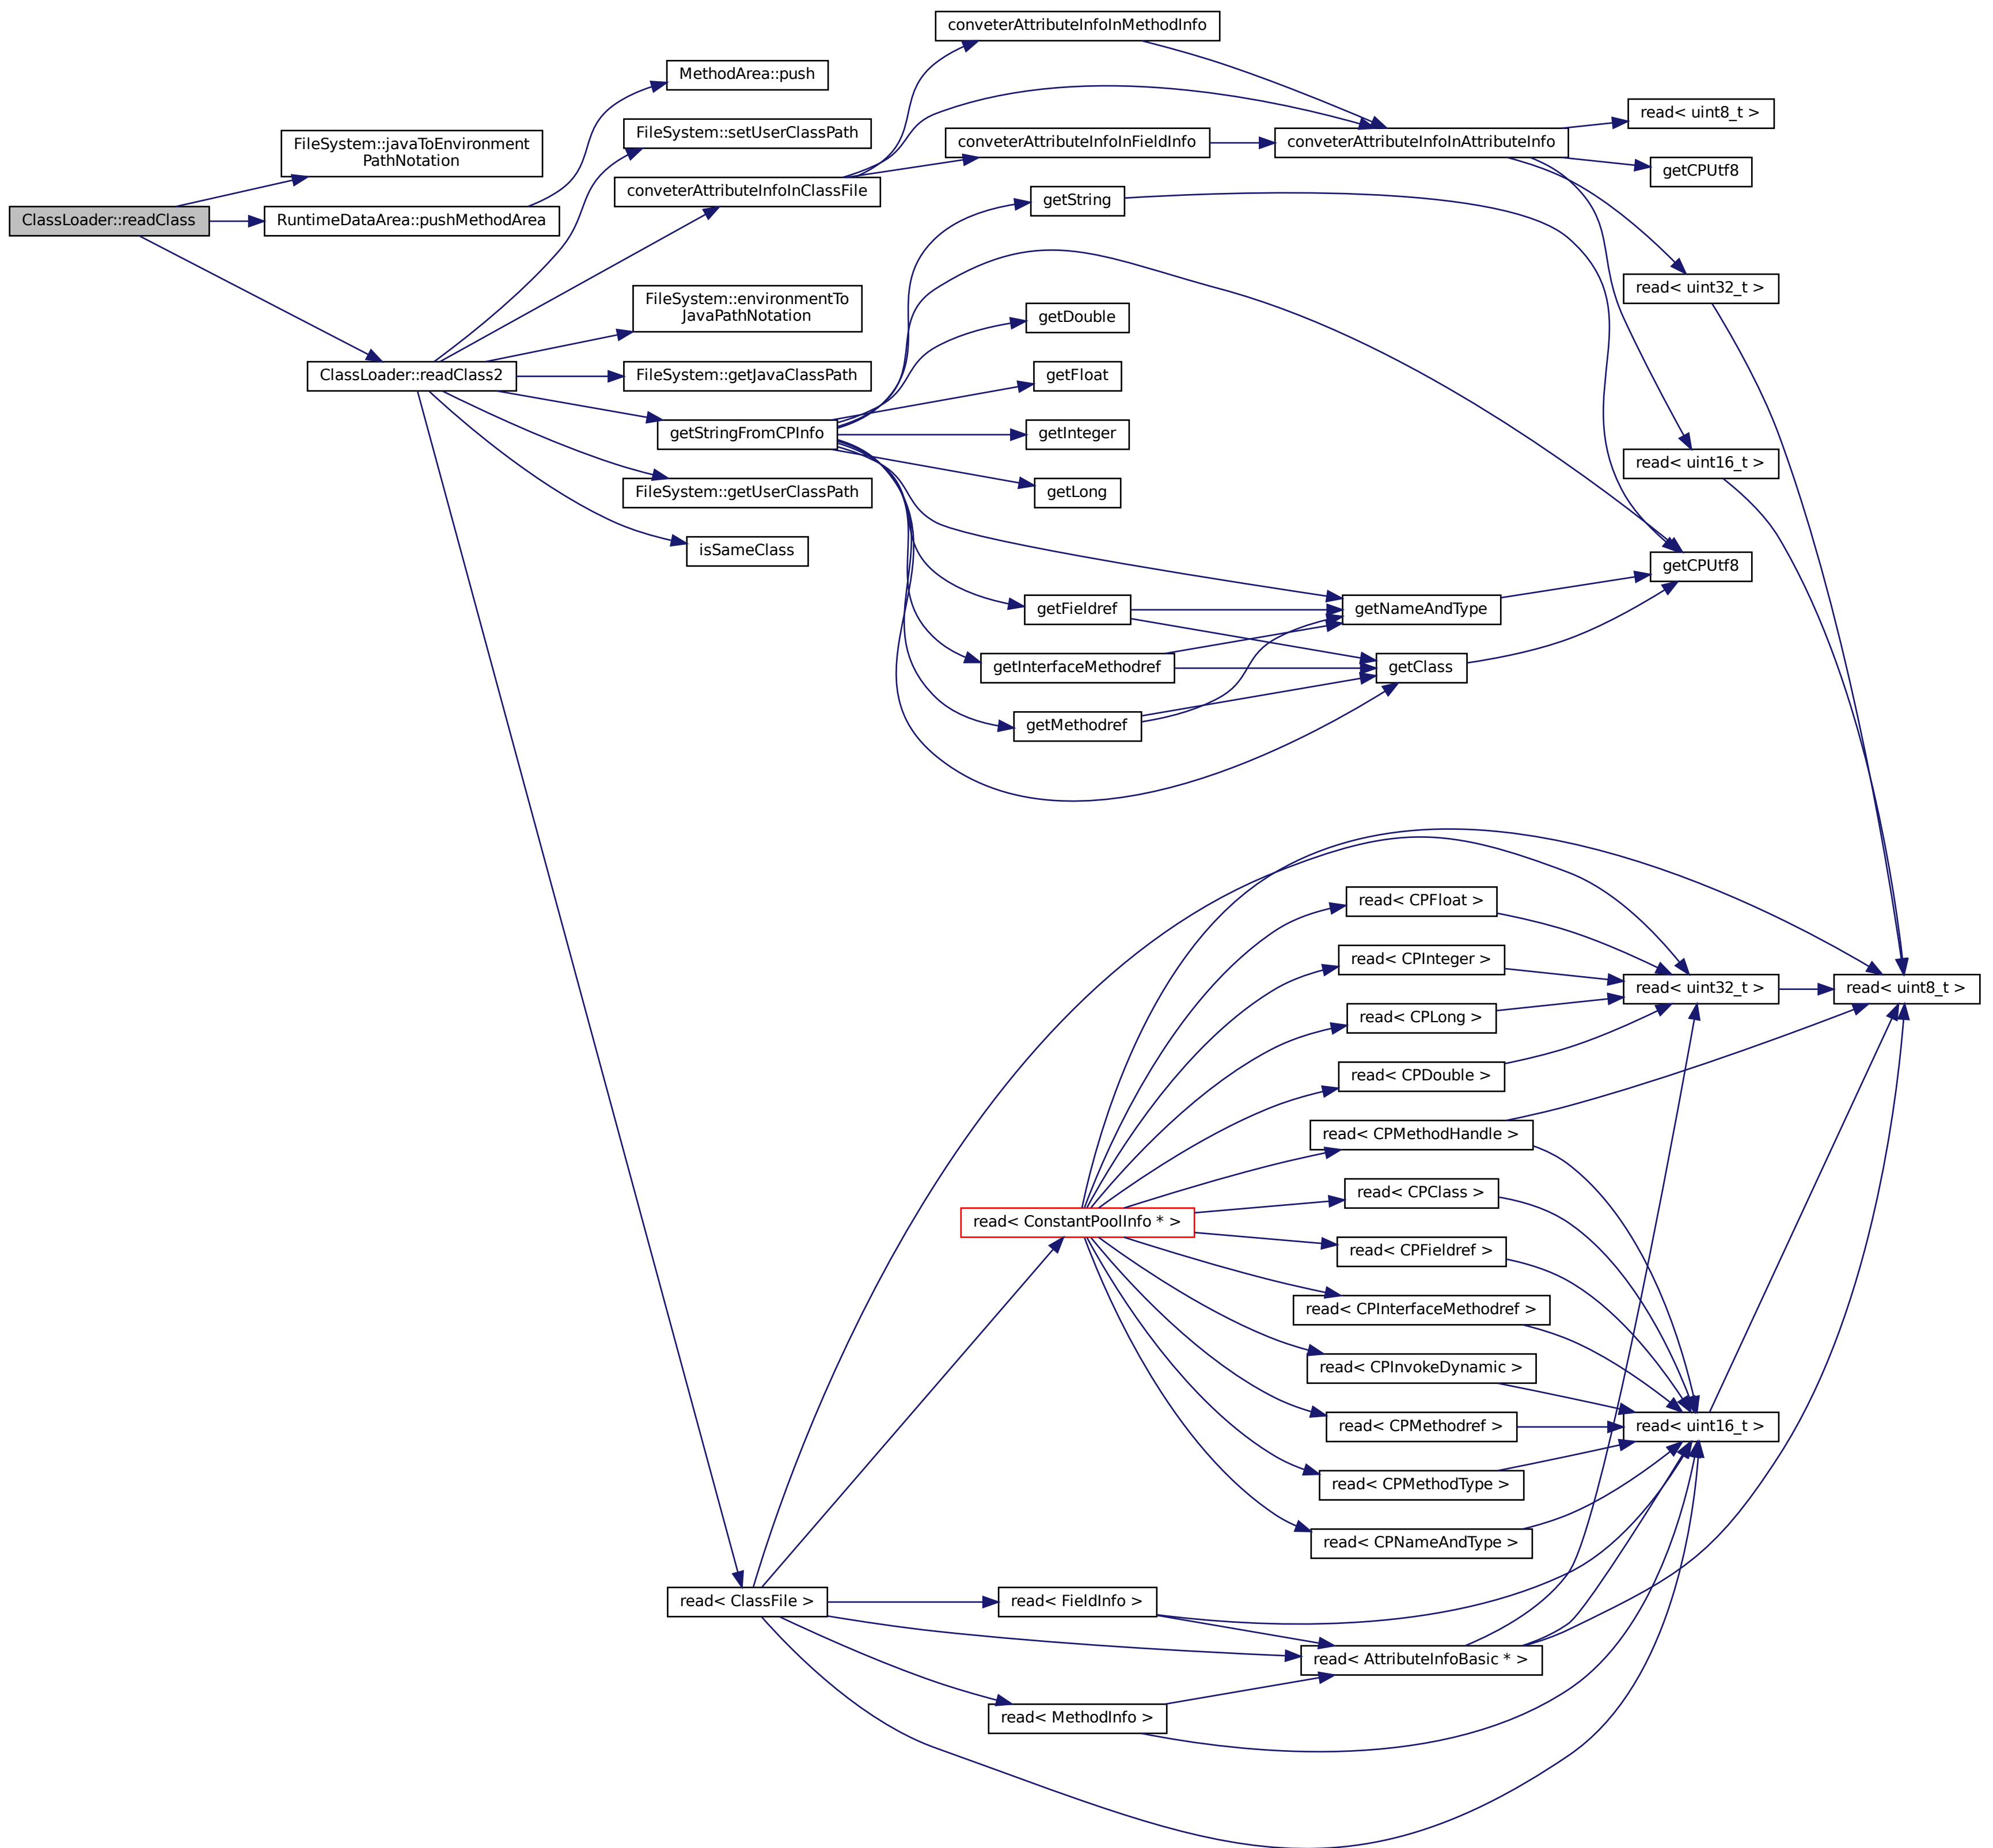 conveterAttributeInfoInMethodInfo
MethodArea::push
read< uint8_t >
FileSystem::setUserClassPath
FileSystem::javaToEnvironment
PathNotation
conveterAttributeInfoInFieldInfo
conveterAttributeInfoInAttributeInfo
getCPUtf8
conveterAttributeInfoInClassFile
getString
ClassLoader::readClass
RuntimeDataArea::pushMethodArea
read< uint32_t >
FileSystem::environmentTo
JavaPathNotation
getDouble
ClassLoader::readClass2
FileSystem::getJavaClassPath
getFloat
getStringFromCPInfo
getInteger
read< uint16_t >
FileSystem::getUserClassPath
getLong
isSameClass
getCPUtf8
getFieldref
getNameAndType
getInterfaceMethodref
getClass
getMethodref
read< CPFloat >
read< CPInteger >
read< uint32_t >
read< uint8_t >
read< CPLong >
read< CPDouble >
read< CPMethodHandle >
read< CPClass >
read< ConstantPoolInfo * >
read< CPFieldref >
read< CPInterfaceMethodref >
read< CPInvokeDynamic >
read< CPMethodref >
read< uint16_t >
read< CPMethodType >
read< CPNameAndType >
read< ClassFile >
read< FieldInfo >
read< AttributeInfoBasic * >
read< MethodInfo >